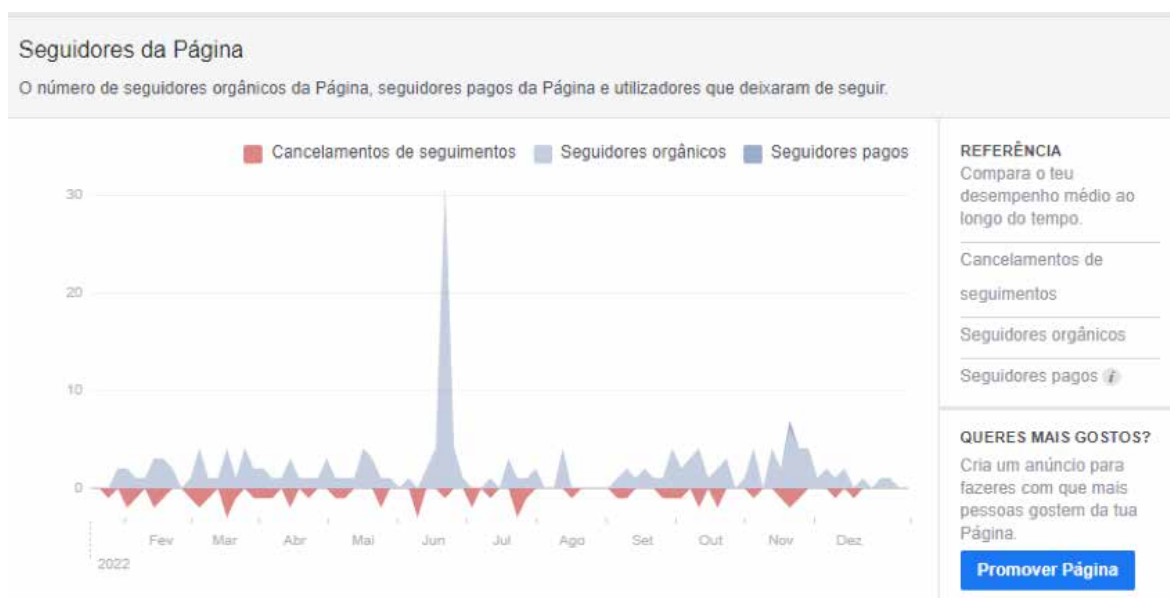 Seguidores da Página
O número de seguidores orgânicos da Página, seguidores pagos da Página e utilizadores que deixaram de seguir.
Cancelamentos de seguimentos Seguidores orgânicos Seguidores pagos
30
20
10
0
Fev Mar Abr Mai Jun Jul Ago Set Out Nov Dez
2022
REFERÊNCIA
Compara o teu
desempenho médio ao
longo do tempo.
Cancelamentos de
seguimentos
Seguidores orgânicos
Seguidores pagos i
QUERES MAIS GOSTOS?
Cria um anúncio para
fazeres com que mais
pessoas gostem da tua
Página.
Promover Página